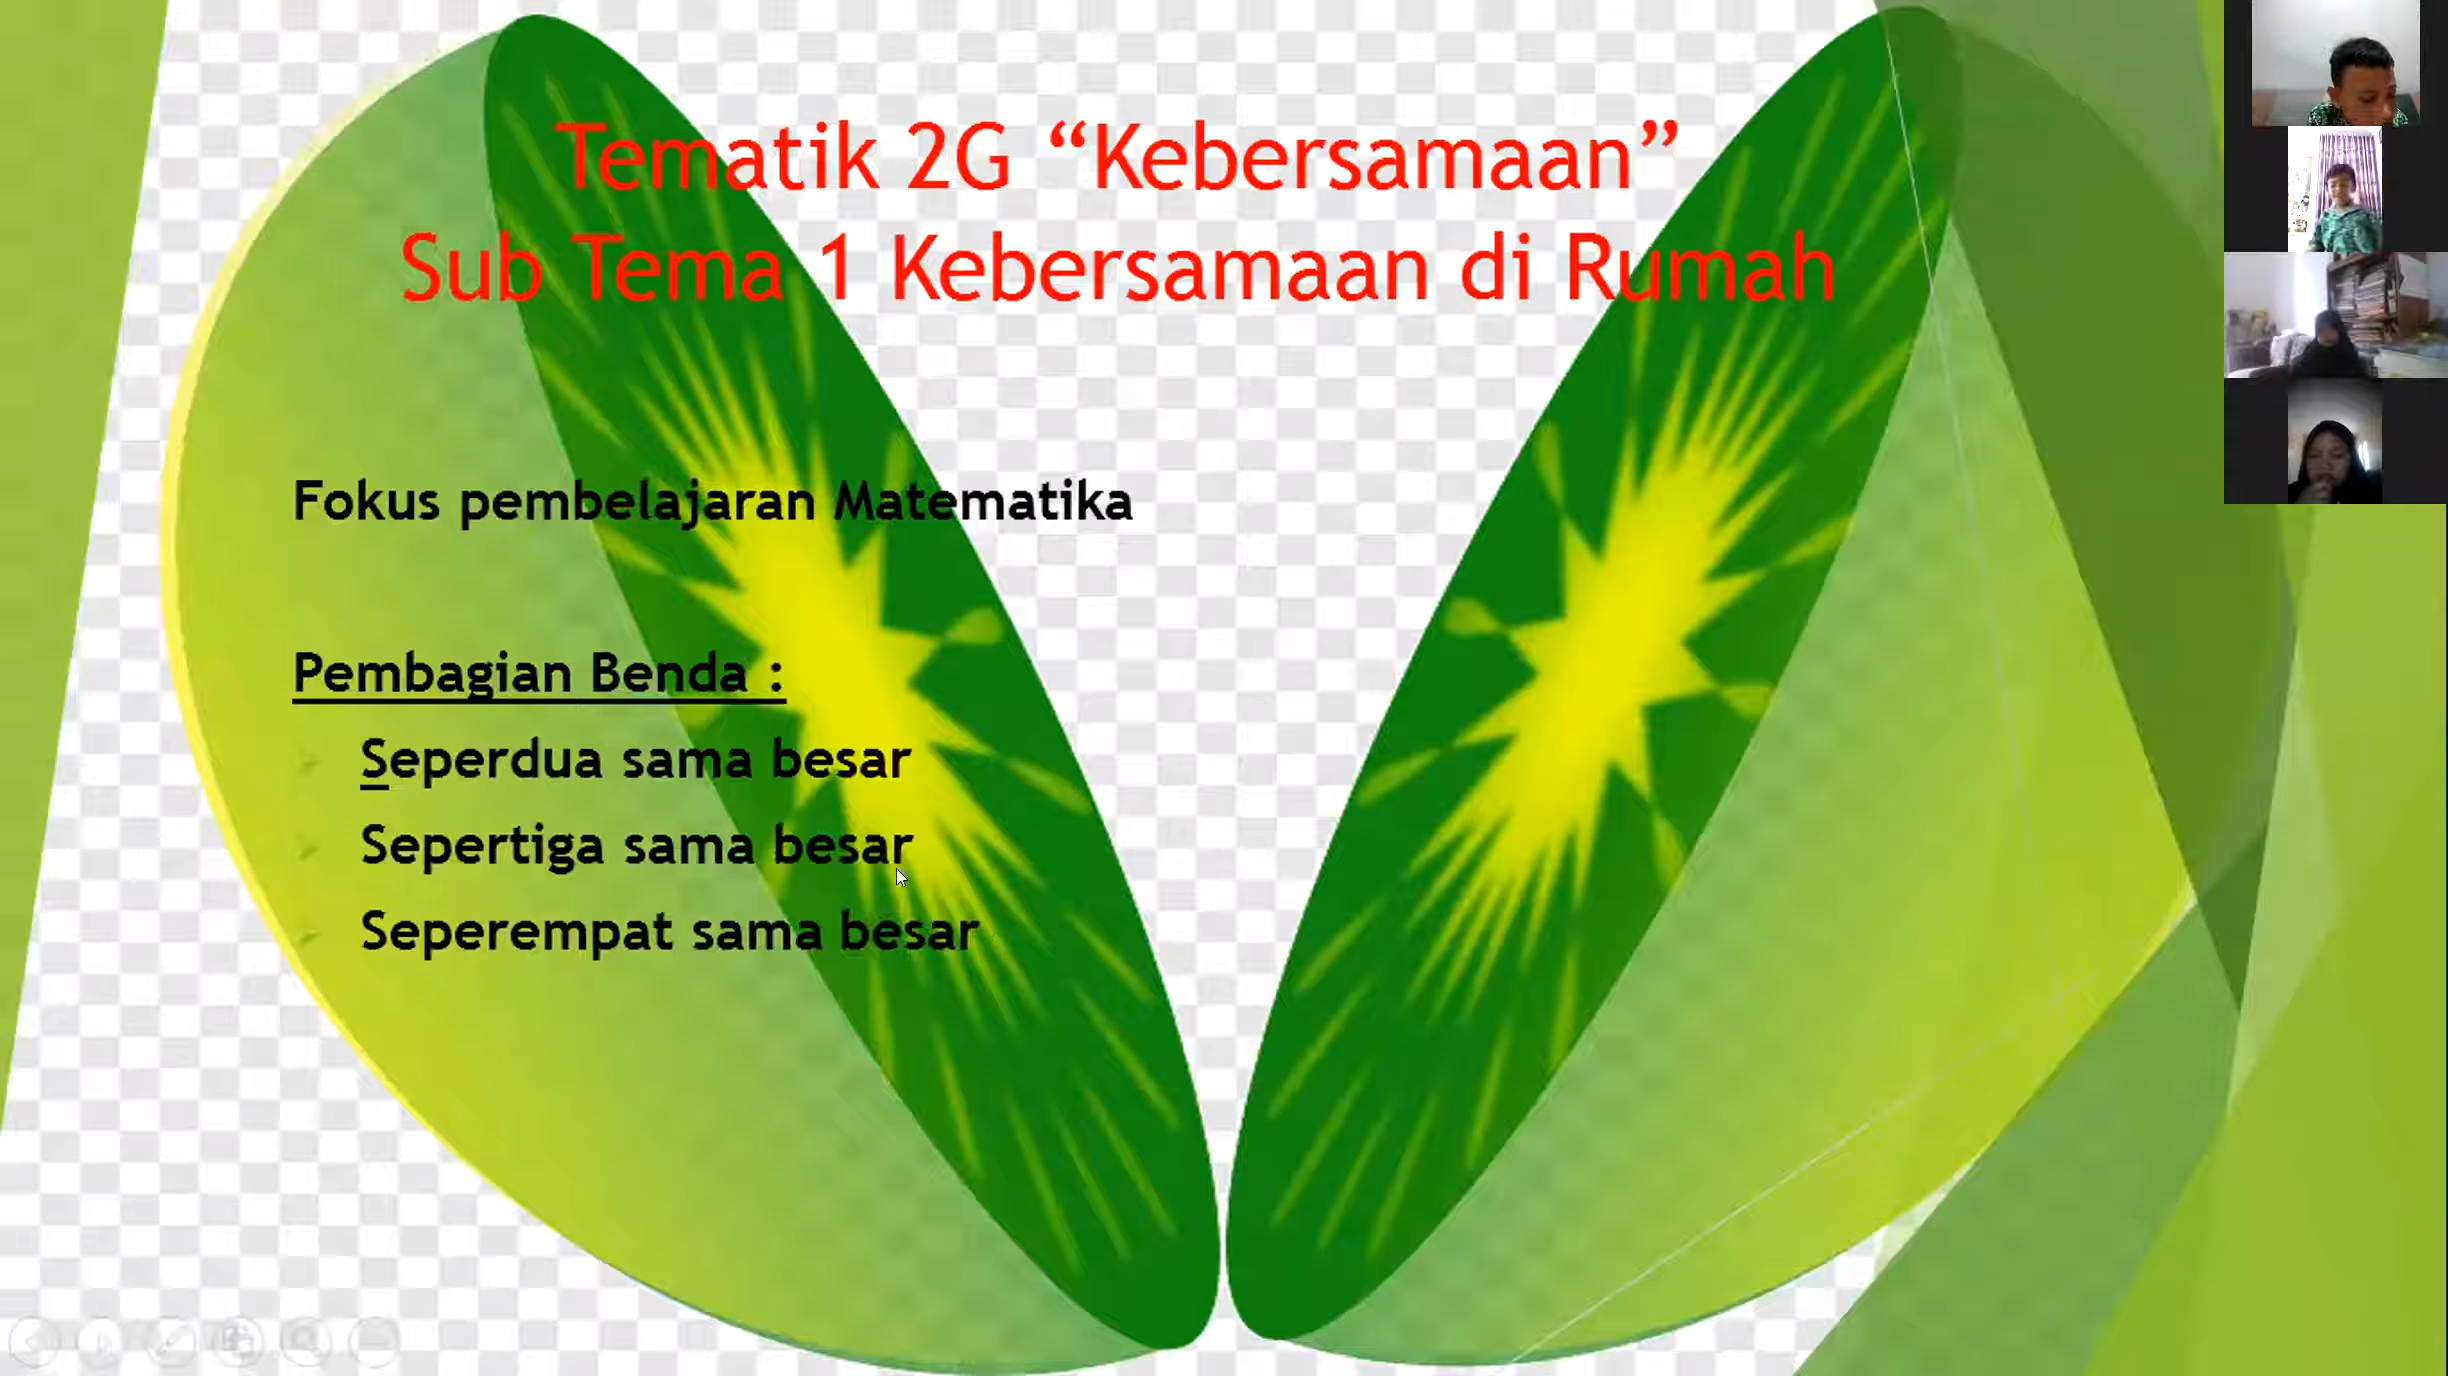 Tematik 2G “Kebersamaan”
Sub Tema 1 Kebersamaan di Rumah
Fokus pembelajaran Matematika
Pembagian Benda :
Seperdua sama besar
Sepertiga sama besar
Seperempat sama besar